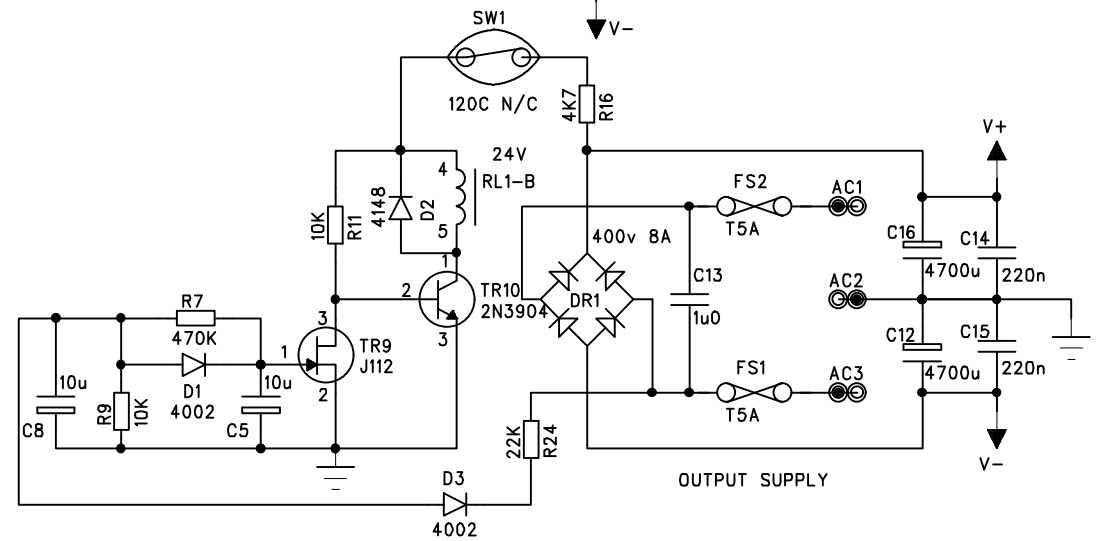 SW1
V-
120C N/C
4K7
R16
V+
24V
4
RL1-B
FS2
AC1
4148
D2
10K
R11
5
T5A
400v 8A
C16
C14
1
4700u
220n
C13
2
TR10
2N3904
DR1
AC2
R7
3
1u0
470K
3
TR9
J112
C12
C15
1
FS1
AC3
4700u
220n
10u
D1
4002
10u
2
R9
10K
T5A
C8
C5
22K
R24
V-
D3
OUTPUT SUPPLY
4002